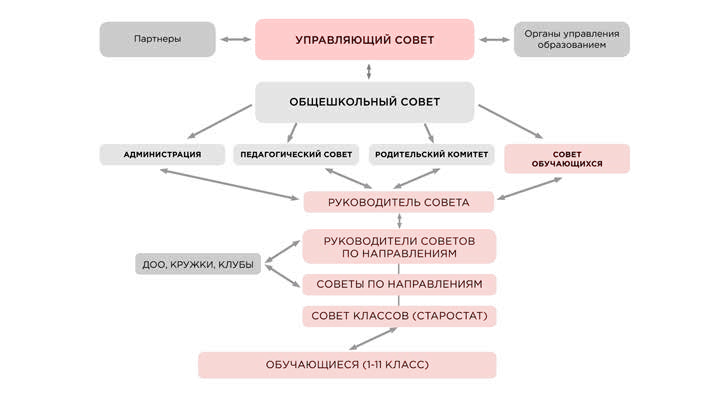 Партнеры
УПРАВЛЯЮЩИЙ СОВЕТ
Органы управления
образованием
ОБЩЕШКОЛЬНЫЙ СОВЕТ
АДМИНИСТРАЦИЯ
ПЕДАГОГИЧЕСКИЙ СОВЕТ
РОДИТЕЛЬСКИЙ КОМИТЕТ
СОВЕТ
ОБУЧАЮЩИХСЯ
РУКОВОДИТЕЛЬ СОВЕТА
РУКОВОДИТЕЛИ СОВЕТОВ
ПО НАПРАВЛЕНИЯМ
ДОО, КРУЖКИ, КЛУБЫ
СОВЕТЫ ПО НАПРАВЛЕНИЯМ
СОВЕТ КЛАССОВ (СТАРОСТАТ)
ОБУЧАЮЩИЕСЯ (1-11 КЛАСС)